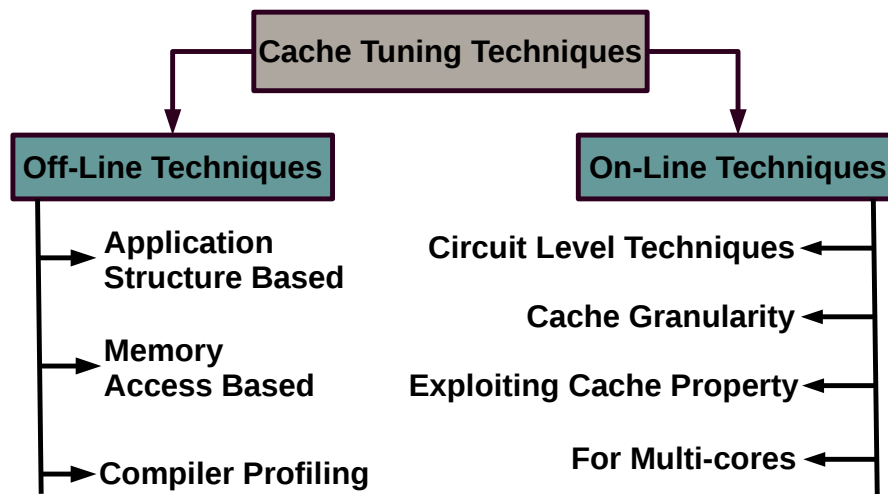 Cache Tuning Techniques
Off-Line Techniques
On-Line Techniques
Application
Structure Based
Memory
Access Based
Compiler Profiling
Circuit Level Techniques
Cache Granularity
Exploiting Cache Property
For Multi-cores